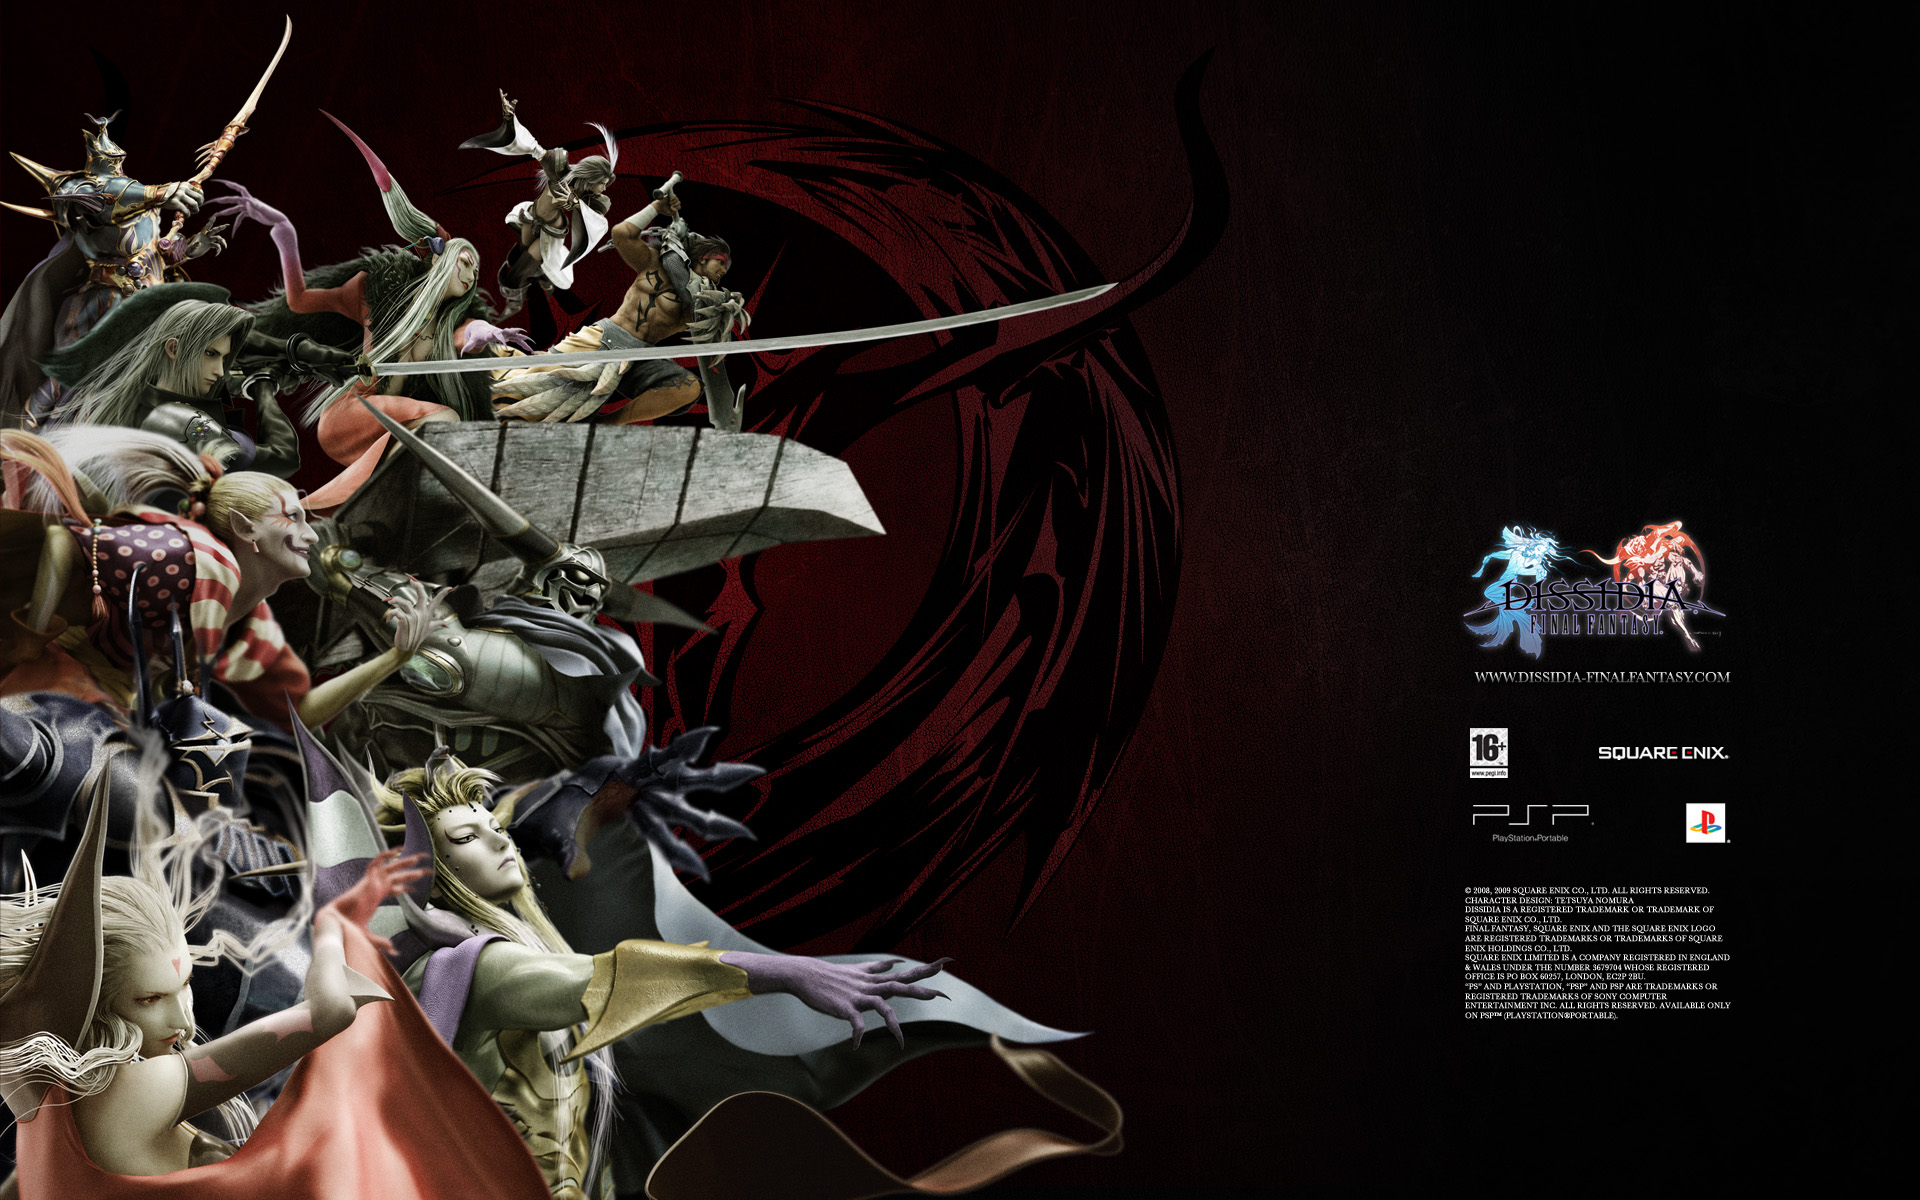 DISSIDIA®
FINAL FANTASY®
WWW.DISSIDIA-FINALFANTASY.COM
16+
www.pegi.info
SQUARE ENIX®
PSP®
PlayStation®Portable
© 2008, 2009 SQUARE ENIX CO., LTD. ALL RIGHTS RESERVED.
CHARACTER DESIGN: TETSUYA NOMURA
DISSIDIA IS A REGISTERED TRADEMARK OR TRADEMARK OF
SQUARE ENIX CO., LTD.
FINAL FANTASY, SQUARE ENIX AND THE SQUARE ENIX LOGO
ARE REGISTERED TRADEMARKS OR TRADEMARKS OF SQUARE
ENIX HOLDINGS CO., LTD.
SQUARE ENIX LIMITED IS A COMPANY REGISTERED IN ENGLAND
& WALES UNDER THE NUMBER 3679704 WHOSE REGISTERED
OFFICE IS PO BOX 60257, LONDON, EC2P 2BU.
“PS” AND PLAYSTATION, “PSP” AND PSP ARE TRADEMARKS OR
REGISTERED TRADEMARKS OF SONY COMPUTER
ENTERTAINMENT INC. ALL RIGHTS RESERVED. AVAILABLE ONLY
ON PSP™ (PLAYSTATION®PORTABLE).